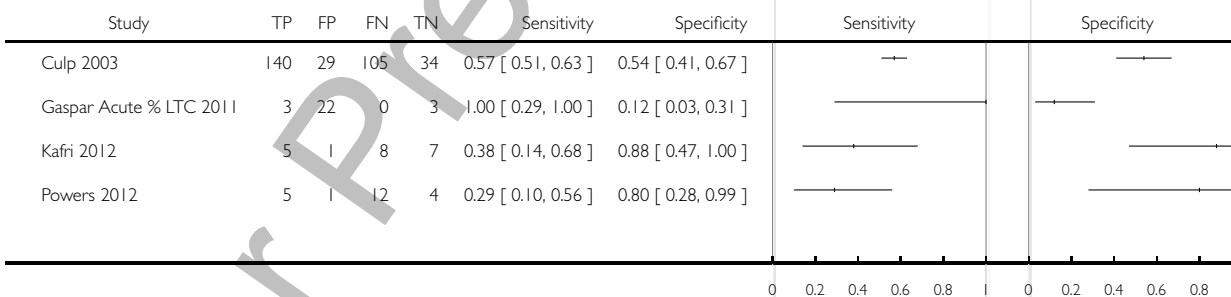 Study TP FP FN TN Sensitivity Specificity Sensitivity Specificity
Culp 2003 140 29 105 34 0.57 [ 0.51, 0.63 ] 0.54 [ 0.41, 0.67 ]
Gaspar Acute % LTC 2011 3 22 0 3 1.00 [ 0.29, 1.00 ] 0.12 [ 0.03, 0.31 ]
Kafri 2012 5 1 8 7 0.38 [ 0.14, 0.68 ] 0.88 [ 0.47, 1.00 ]
Powers 2012 5 1 12 4 0.29 [ 0.10, 0.56 ] 0.80 [ 0.28, 0.99 ]
0 0.2 0.4 0.6 0.8 1 0 0.2 0.4 0.6 0.8
r Pre